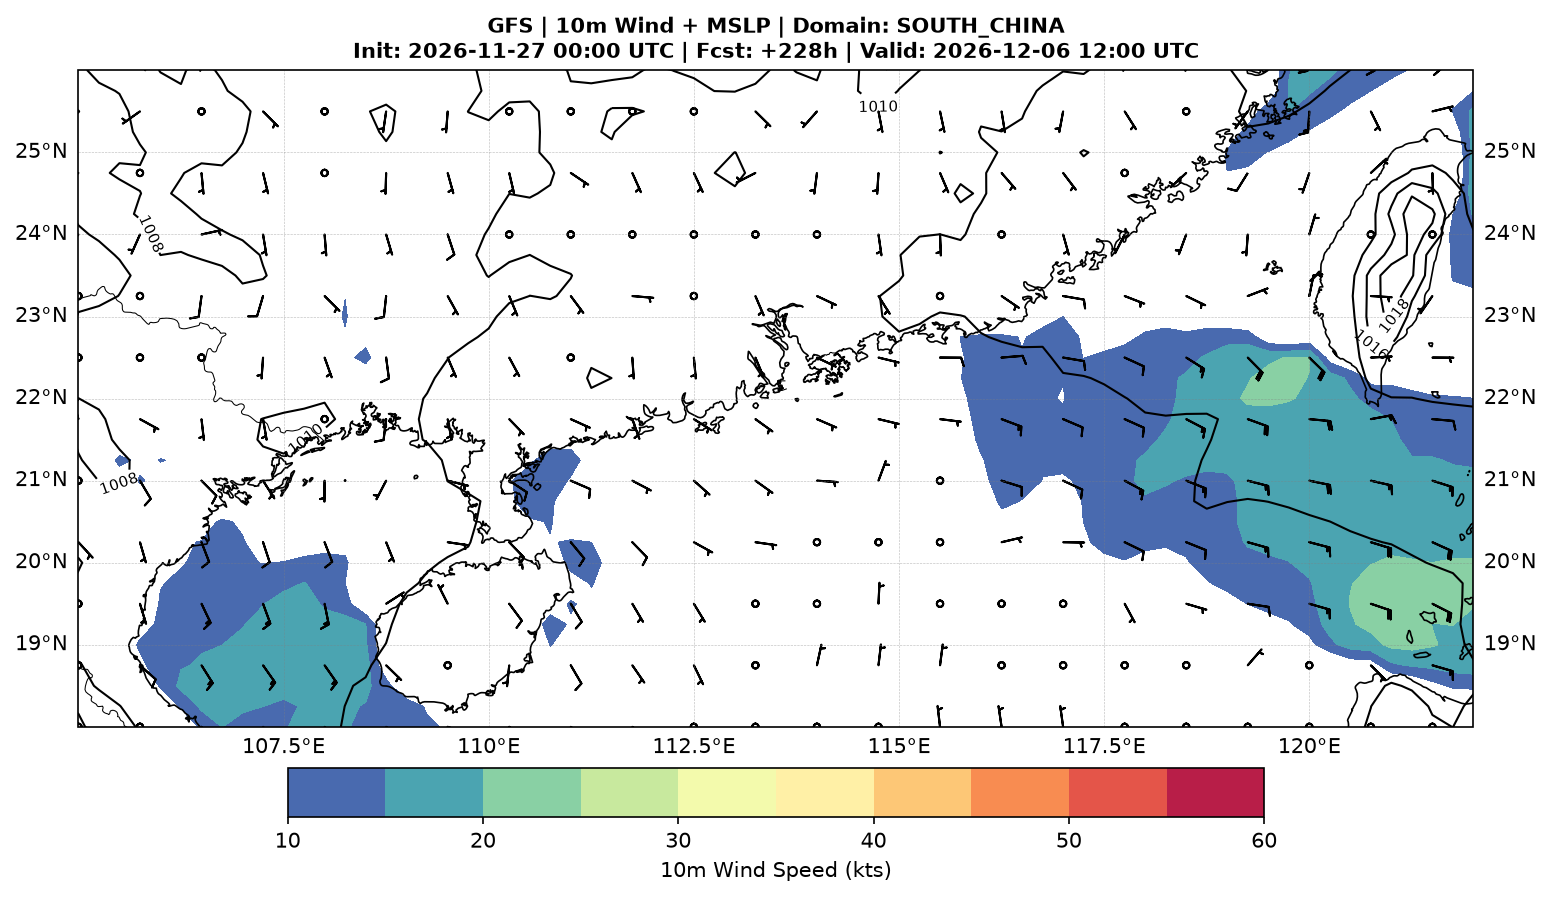 GFS | 10m Wind + MSLP | Domain: SOUTH_CHINA
Init: 2026-11-27 00:00 UTC | Fcst: +228h | Valid: 2026-12-06 12:00 UTC
1010
25°N 25°N
1008
24°N 24°N
1018
23°N 23°N
1016
22°N 22°N
1010
21°N 21°N
1008
20°N 20°N
19°N 19°N
107.5°E 110°E 112.5°E 115°E 117.5°E 120°E
10 20 30 40 50 60
10m Wind Speed (kts)